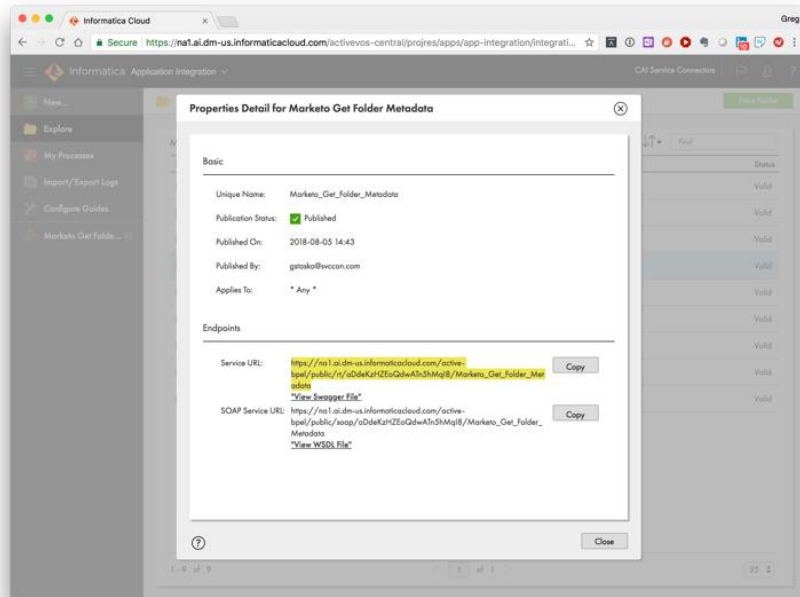 Informatica Cloud
Greg
Secure https://na1.ai.dm-us.informaticacloud.com/activevos-central/projres/apps/app-integration/integrati...
Informatica Application Integration
CAI Service Connectors
New...
New Folder
Explore
My Processes
Import/Export Logs
Configure Guides
Marketo Get Folde...
Find
Status
Valid
Valid
Valid
Valid
Valid
Valid
Valid
Valid
Valid
Properties Detail for Marketo Get Folder Metadata
Basic
Unique Name: Marketo_Get_Folder_Metadata
Publication Status: Published
Published On: 2018-08-05 14:43
Published By: gstasko@svccon.com
Applies To: * Any *
Endpoints
Service URL: https://na1.ai.dm-us.informaticacloud.com/active-
bpel/public/rt/aDdeKzHZEoQdwATn5hMqI8/Marketo_Get_Folder_Met
adata
Copy
"View Swagger File"
SOAP Service URL: https://na1.ai.dm-us.informaticacloud.com/active-
bpel/public/soap/aDdeKzHZEoQdwATn5hMqI8/Marketo_Get_Folder_
Metadata
Copy
"View WSDL File"
Close
1 - 9 of 9
1 of 1
25